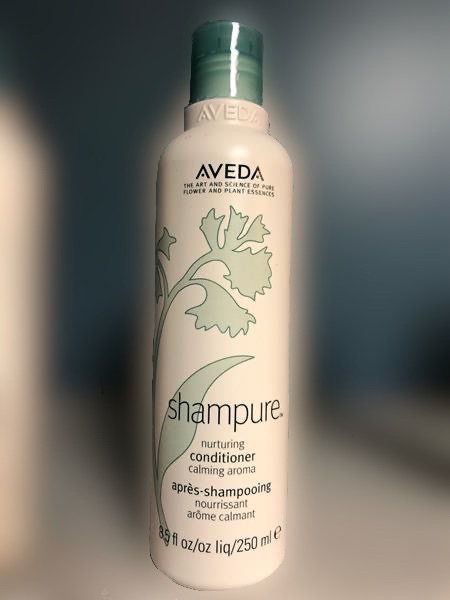 AVEDA
AVEDA
THE ART AND SCIENCE OF PURE
FLOWER AND PLANT ESSENCES
shampure™
nurturing
conditioner
calming aroma
après-shampooing
nourrissant
arôme calmant
8.5 fl oz/oz liq/250 ml ℮